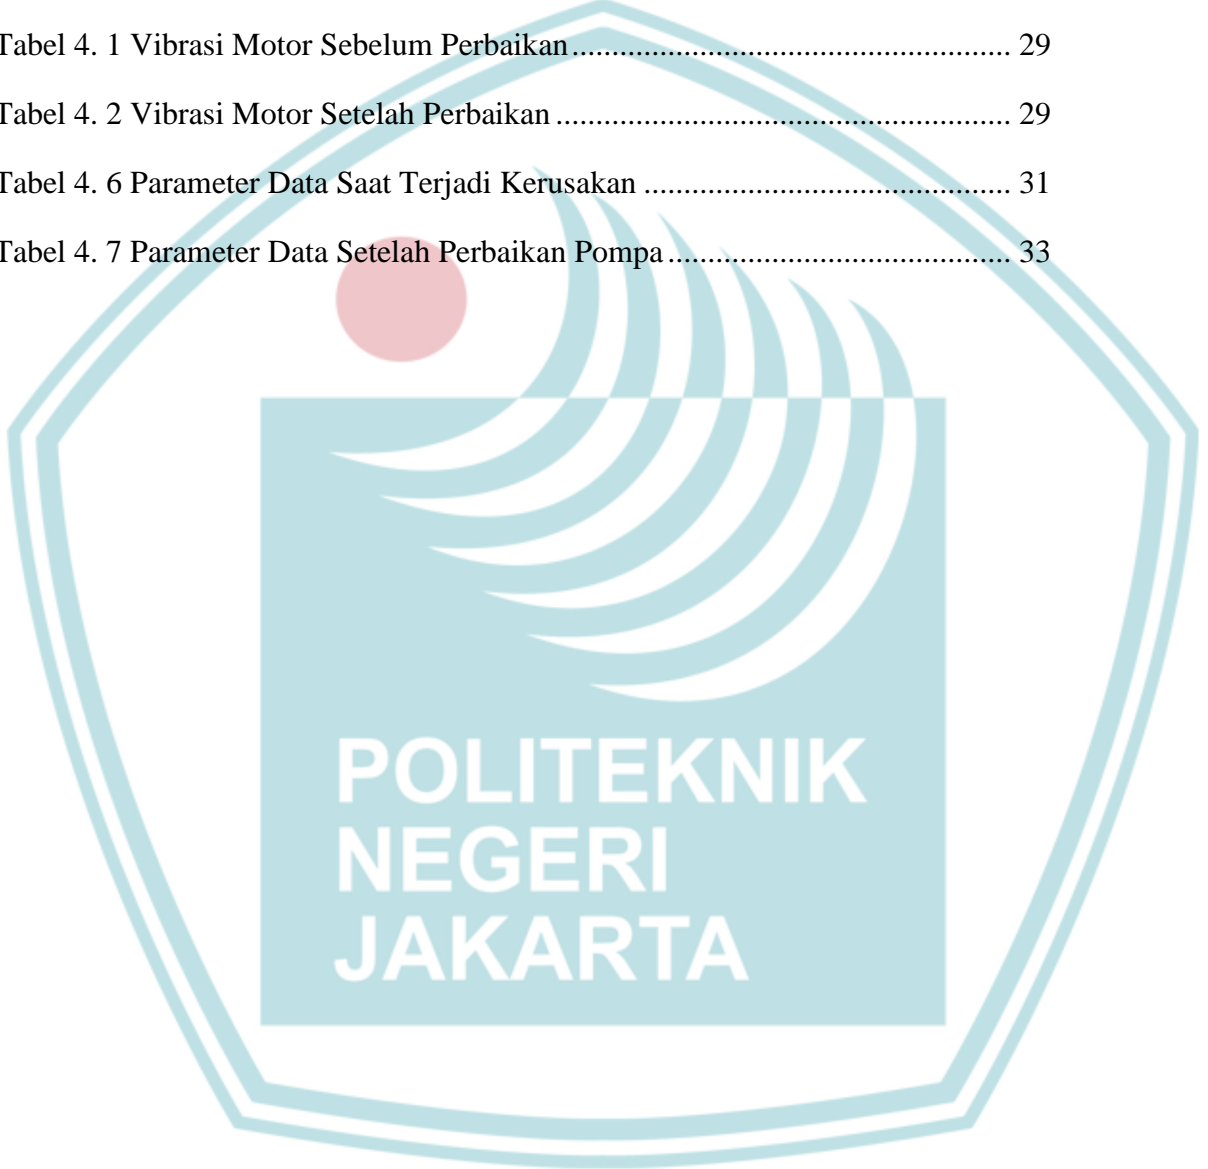 Tabel 4. 1 Vibrasi Motor Sebelum Perbaikan ...................................................... 29
Tabel 4. 2 Vibrasi Motor Setelah Perbaikan ........................................................ 29
Tabel 4. 6 Parameter Data Saat Terjadi Kerusakan ............................................. 31
Tabel 4. 7 Parameter Data Setelah Perbaikan Pompa .......................................... 33
POLITEKNIK
NEGERI
JAKARTA